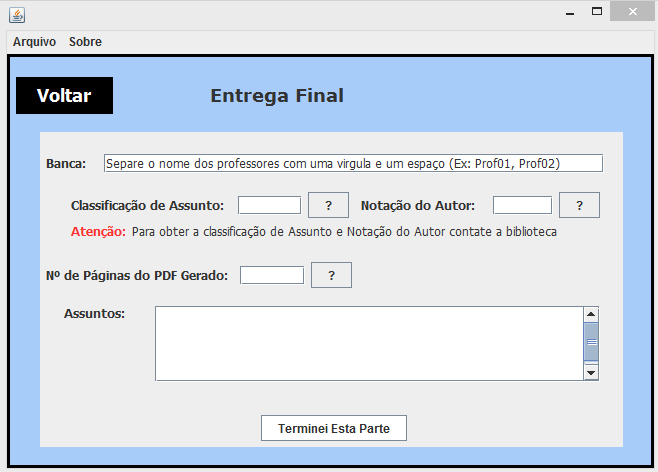 Arquivo Sobre
Voltar Entrega Final
Banca: Separe o nome dos professores com uma virgula e um espaço (Ex: Prof01, Prof02)
Classificação de Assunto: ? Notação do Autor: ?
Atenção: Para obter a classificação de Assunto e Notação do Autor contate a biblioteca
Nº de Páginas do PDF Gerado: ?
Assuntos:
Terminei Esta Parte